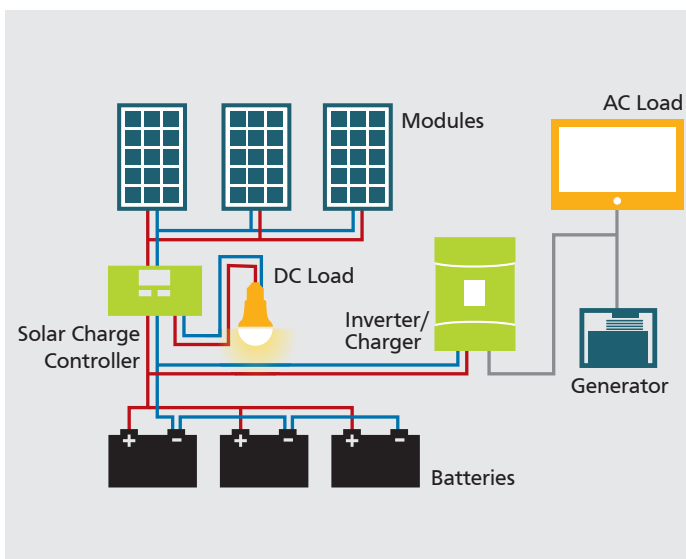 AC Load
Modules
DC Load
Inverter/
Charger
Solar Charge
Controller
Generator
+ - + - + -
Batteries